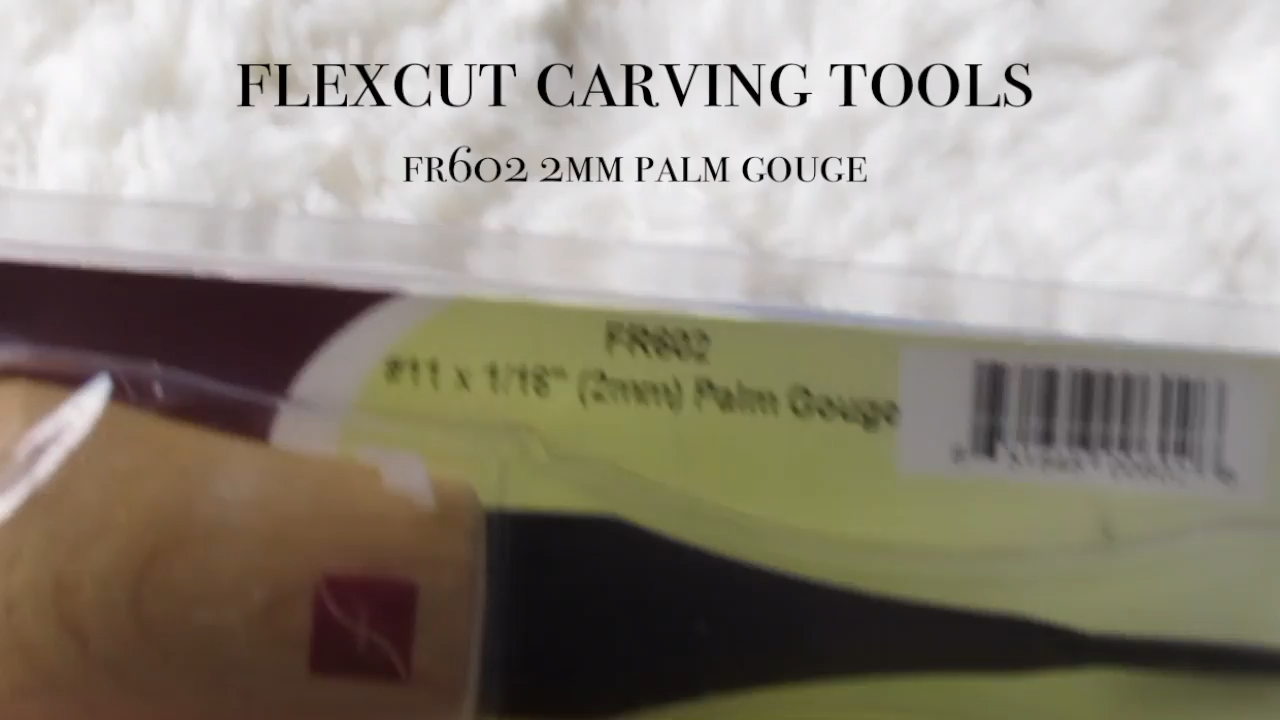 FLEXCUT CARVING TOOLS
FR602 2MM PALM GOUGE
FR602
#11 x 1/16" (2mm) Palm Gouge